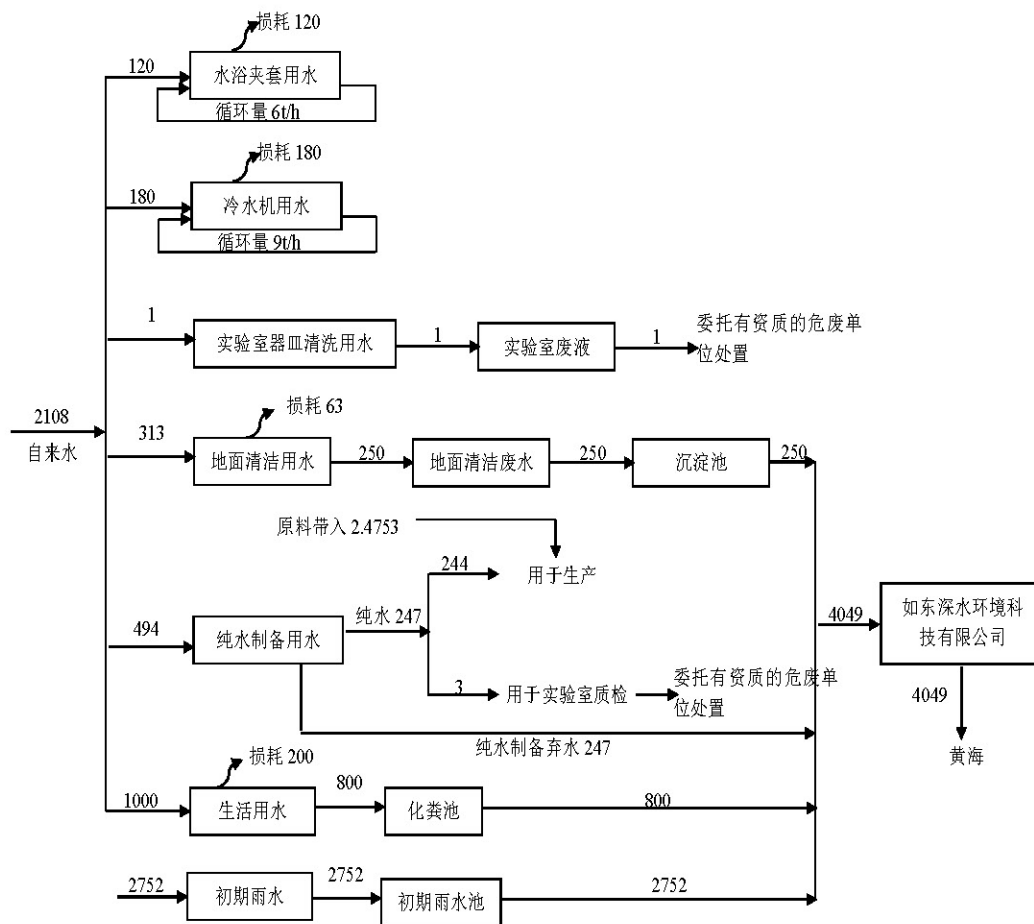 损耗 120
120
水浴夹套用水
循环量 6t/h
损耗 180
180
冷水机用水
循环量 9t/h
1
实验室器皿清洗用水
1
实验室废液
1
委托有资质的危废单
位处置
2108
自来水
损耗 63
313
地面清洁用水
250
地面清洁废水
250
沉淀池
250
原料带入 2.4753
244
用于生产
494
纯水制备用水
纯水 247
3
用于实验室质检
委托有资质的危废单
位处置
纯水制备弃水 247
4049
如东深水环境科
技有限公司
4049
黄海
损耗 200
1000
生活用水
800
化粪池
800
2752
初期雨水
2752
初期雨水池
2752